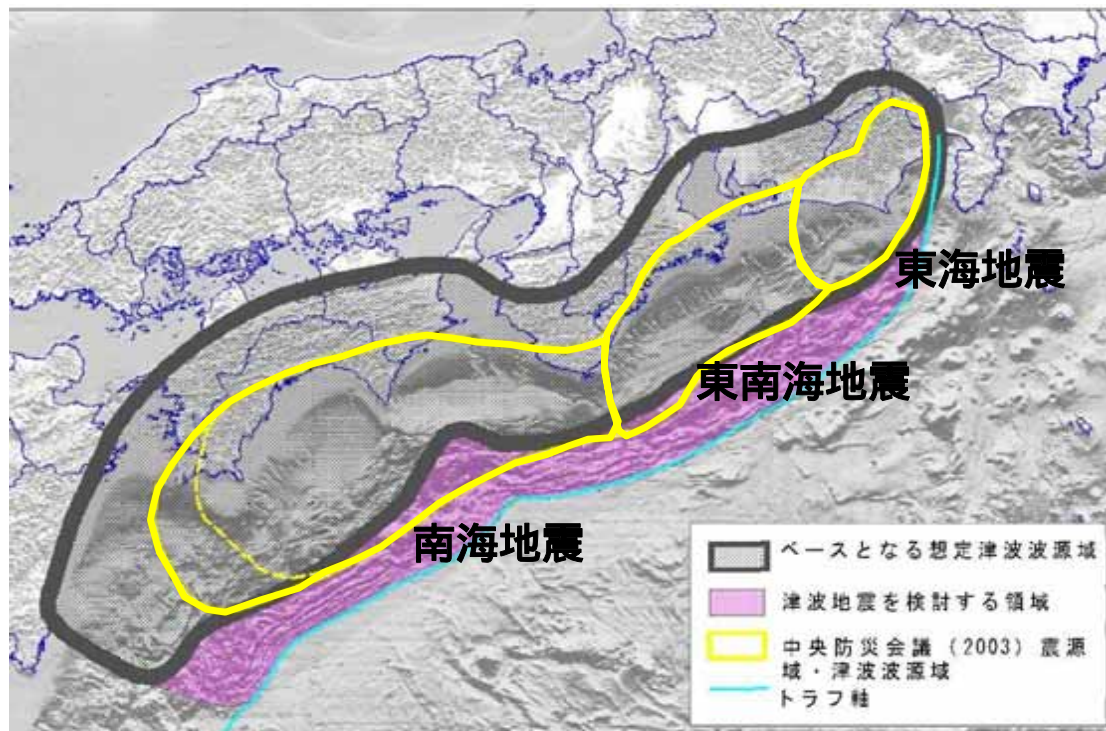 東海地震
東南海地震
南海地震
ベースとなる想定津波波源域
津波地震を検討する領域
中央防災会議（2003）震源
域・津波波源域
トラフ軸